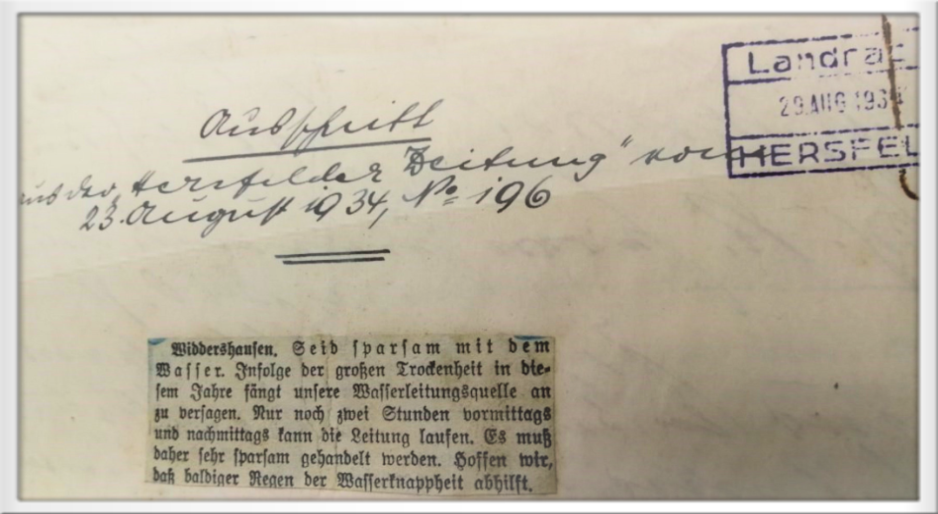 Landra
29. AUG. 193
HERSFEL
Ausschnitt
aus der „Hersfelder Zeitung" vom
23. August 1934, No 196
Widdershausen. Seid sparsam mit dem
Wasser. Infolge der großen Trockenheit in die-
sem Jahre fängt unsere Wasserleitungsquelle an
zu versagen. Nur noch zwei Stunden vormittags
und nachmittags kann die Leitung laufen. Es muß
daher sehr sparsam gehandelt werden. Hoffen wir,
daß baldiger Regen der Wasserknappheit abhilft.